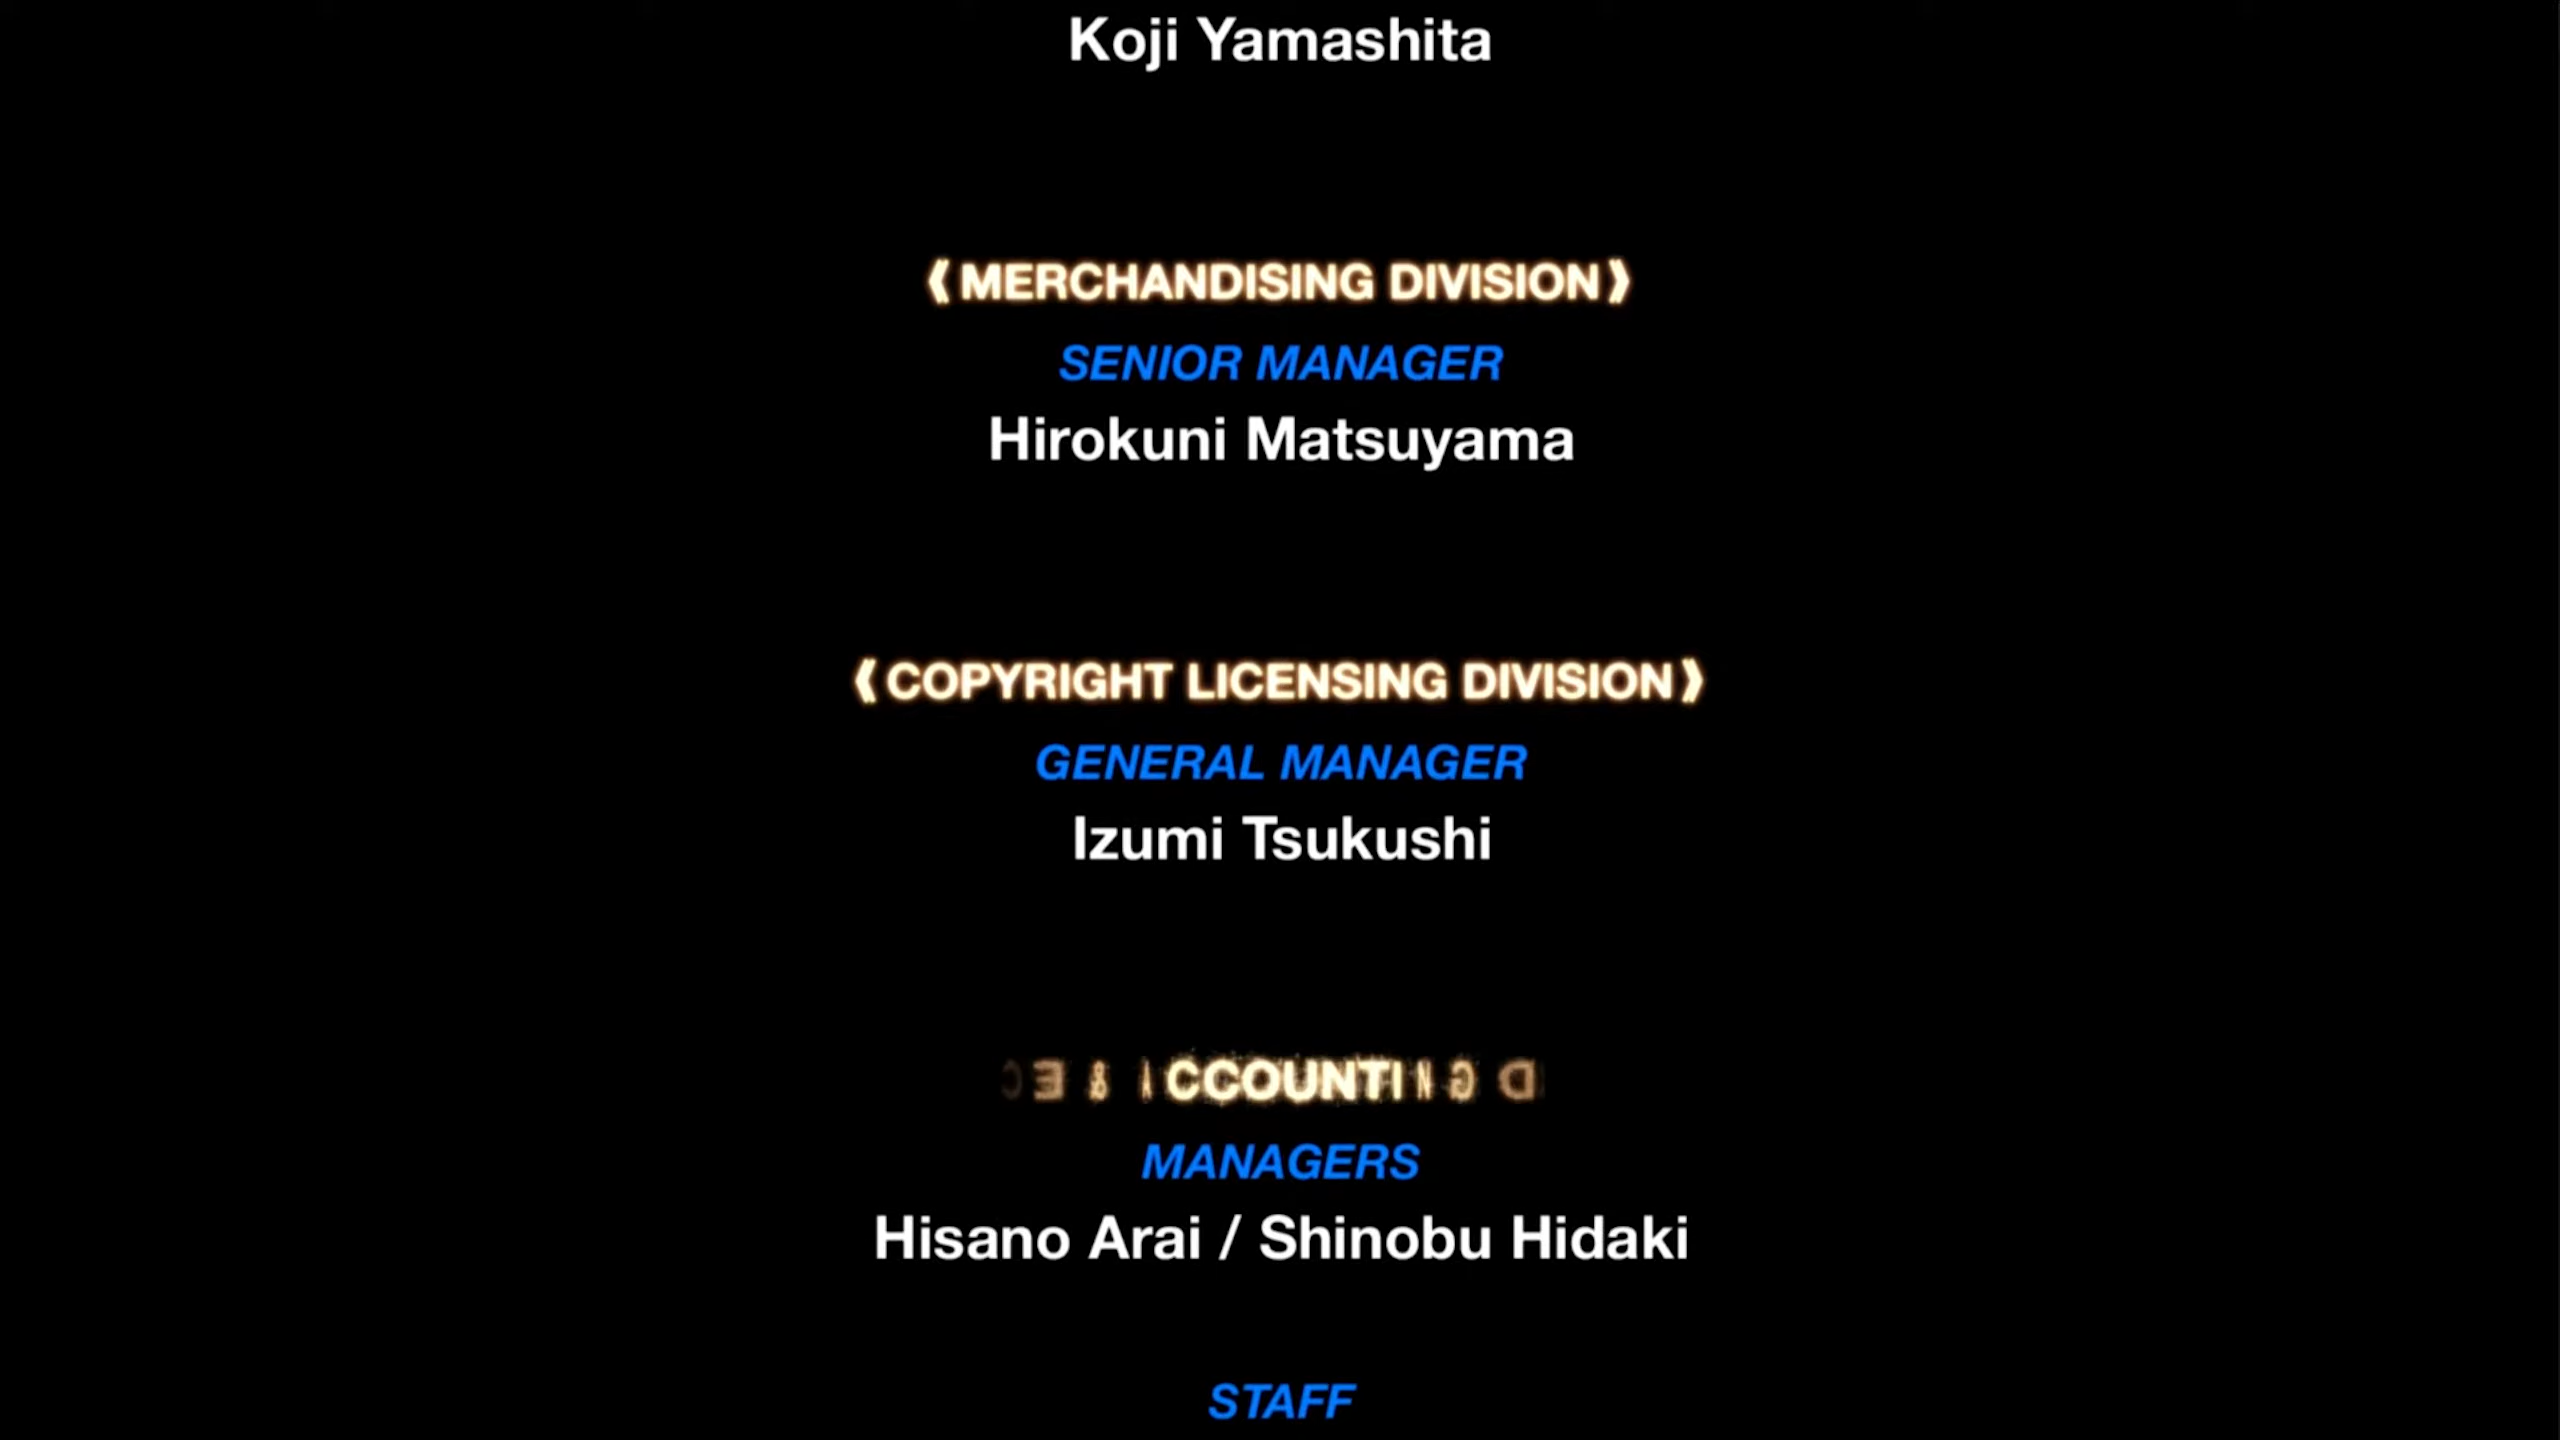 Koji Yamashita
《MERCHANDISING DIVISION》
SENIOR MANAGER
Hirokuni Matsuyama
《COPYRIGHT LICENSING DIVISION》
GENERAL MANAGER
Izumi Tsukushi
& ACCOUNTING
MANAGERS
Hisano Arai / Shinobu Hidaki
STAFF